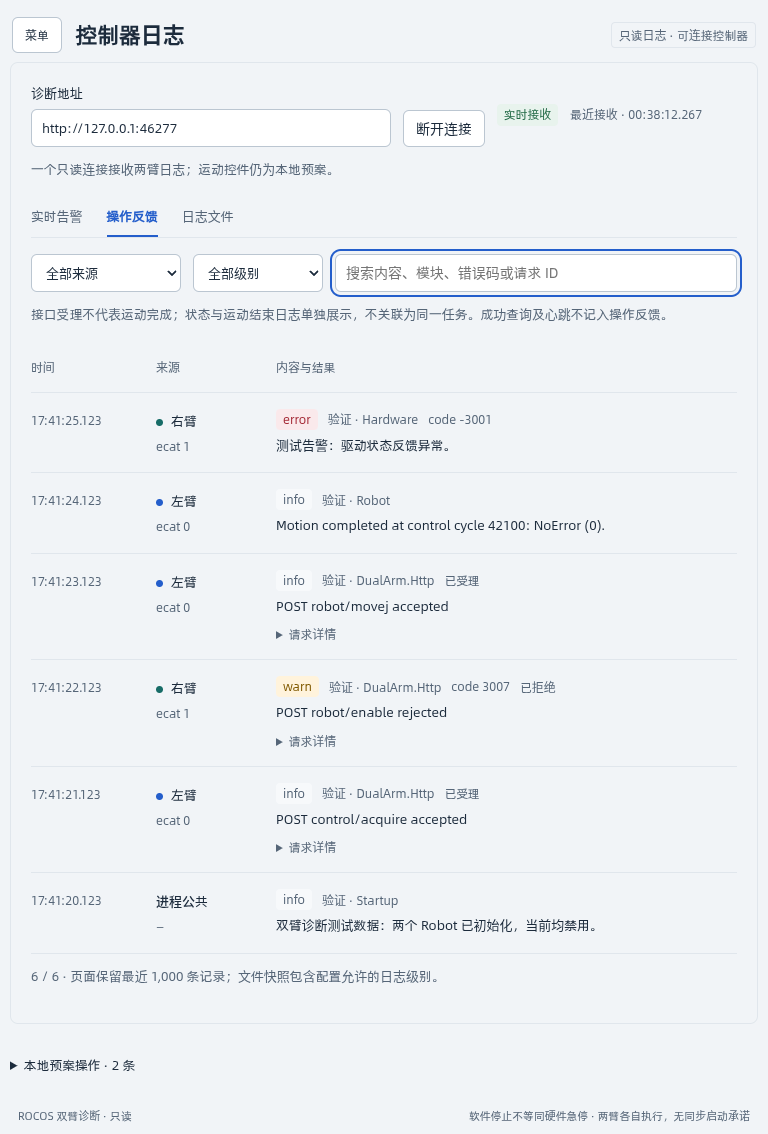 菜单
控制器日志
只读日志 · 可连接控制器
诊断地址
http://127.0.0.1:46277
断开连接
实时接收
最近接收 · 00:38:12.267
一个只读连接接收两臂日志；运动控件仍为本地预案。
实时告警 操作反馈 日志文件
全部来源
全部级别
搜索内容、模块、错误码或请求 ID
接口受理不代表运动完成；状态与运动结束日志单独展示，不关联为同一任务。成功查询及心跳不记入操作反馈。
时间 来源 内容与结果
17:41:25.123 右臂 error 验证 · Hardware code -3001
ecat 1 测试告警：驱动状态反馈异常。
17:41:24.123 左臂 info 验证 · Robot
ecat 0 Motion completed at control cycle 42100: NoError (0).
17:41:23.123 左臂 info 验证 · DualArm.Http 已受理
ecat 0 POST robot/movej accepted
请求详情
17:41:22.123 右臂 warn 验证 · DualArm.Http code 3007 已拒绝
ecat 1 POST robot/enable rejected
请求详情
17:41:21.123 左臂 info 验证 · DualArm.Http 已受理
ecat 0 POST control/acquire accepted
请求详情
17:41:20.123 进程公共 info 验证 · Startup
– 双臂诊断测试数据：两个 Robot 已初始化，当前均禁用。
6 / 6 · 页面保留最近 1,000 条记录；文件快照包含配置允许的日志级别。
本地预案操作 · 2 条
ROCOS 双臂诊断 · 只读
软件停止不等同硬件急停 · 两臂各自执行，无同步启动承诺